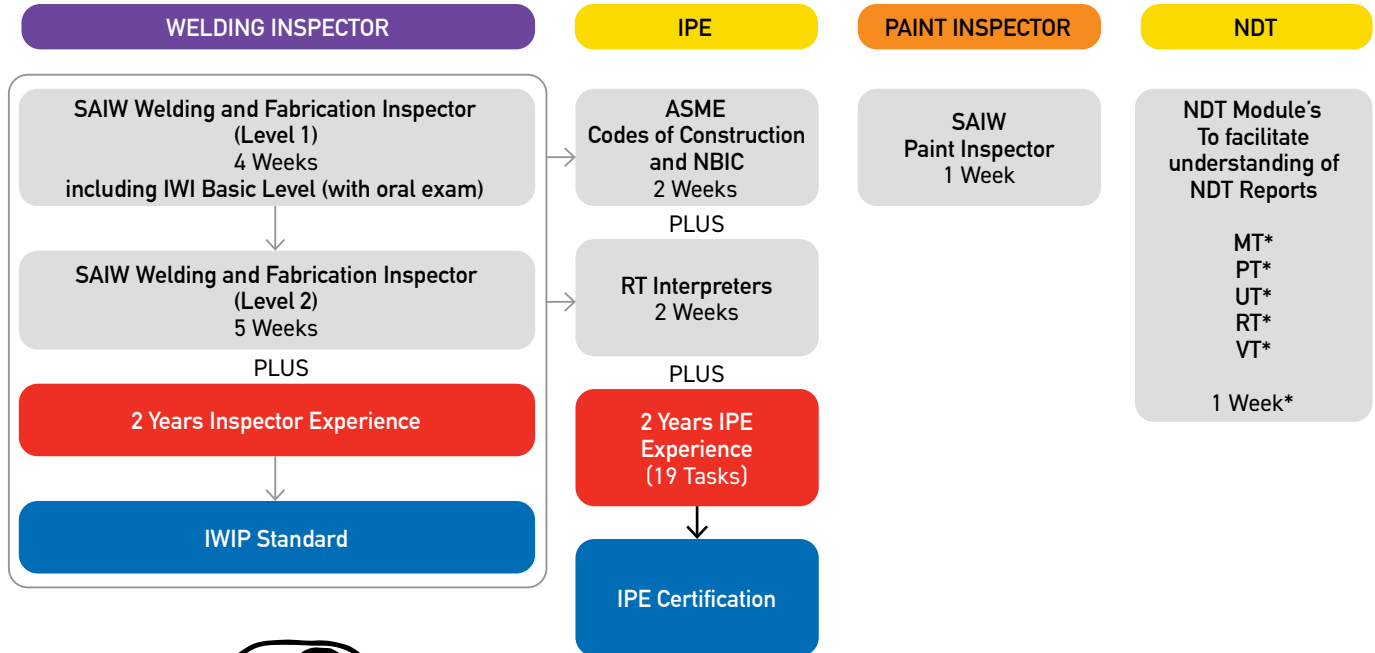 WELDING INSPECTOR
SAIW Welding and Fabrication Inspector
(Level 1)
4 Weeks
including IWI Basic Level (with oral exam)
SAIW Welding and Fabrication Inspector
(Level 2)
5 Weeks
PLUS
2 Years Inspector Experience
IWIP Standard
IPE
ASME
Codes of Construction
and NBIC
2 Weeks
PLUS
RT Interpreters
2 Weeks
PLUS
2 Years IPE
Experience
(19 Tasks)
IPE Certification
PAINT INSPECTOR
SAIW
Paint Inspector
1 Week
NDT
NDT Module's
To facilitate
understanding of
NDT Reports
MT*
PT*
UT*
RT*
VT*
1 Week*